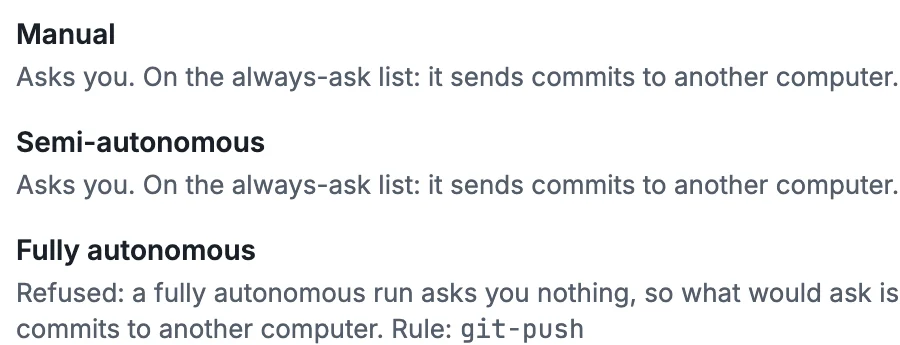 Manual
Asks you. On the always-ask list: it sends commits to another computer.
Semi-autonomous
Asks you. On the always-ask list: it sends commits to another computer.
Fully autonomous
Refused: a fully autonomous run asks you nothing, so what would ask is
commits to another computer. Rule: git-push